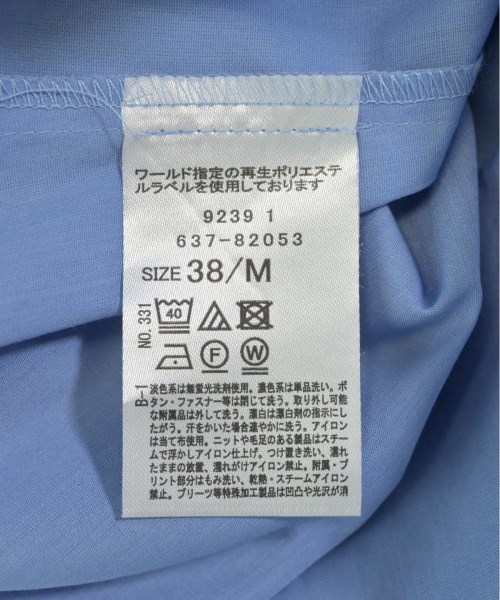 ワールド指定の再生ポリエステ
ルラベルを使用しております
9239 1
637-82053
SIZE 38/M
40
F W
B-1 NO.331
淡色系は無蛍光洗剤使用。濃色系は単品洗い。ボ
タン・ファスナー等は閉じて洗う。取り外し可能
な附属品は外して洗う。漂白は漂白剤の指示にし
たがう。汗をかいた場合速やかに洗う。アイロン
は当て布使用。ニットや毛足のある製品はスチー
ムで浮かしアイロン仕上げ。つけ置き洗い、濡れ
たままの放置、濡れがけアイロン禁止。附属・プ
リント部分はもみ洗い、乾熱・スチームアイロン
禁止。プリーツ等特殊加工製品は凹凸や光沢が消